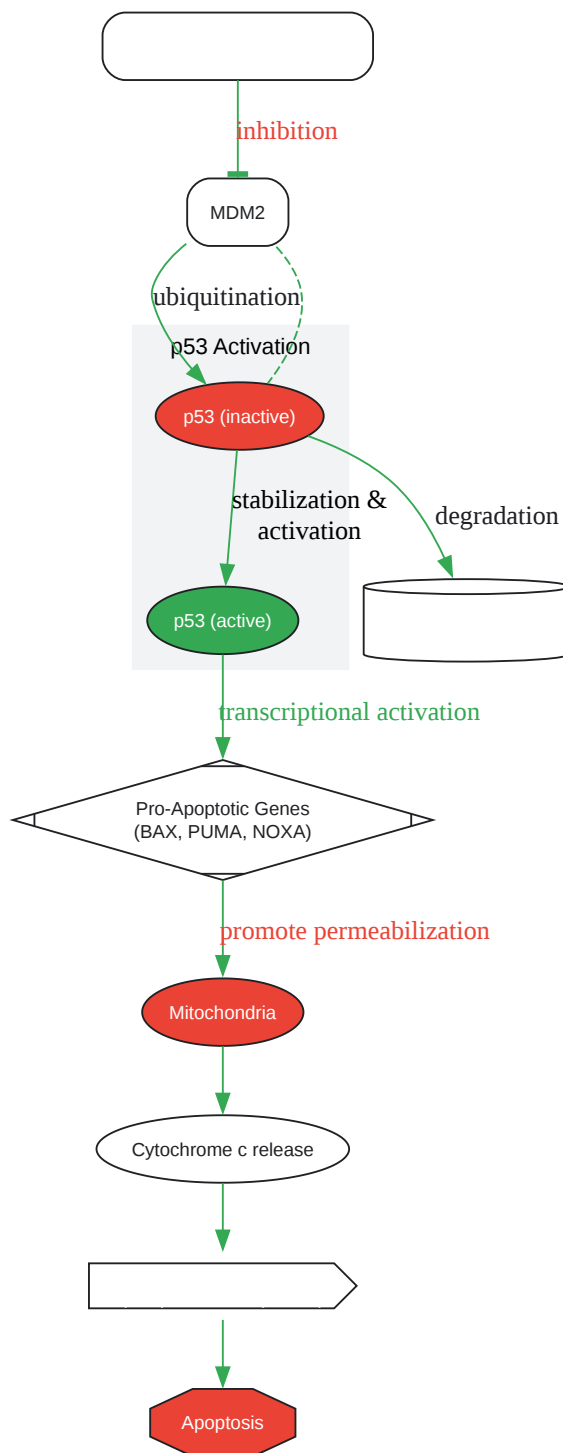 inhibition
MDM2
ubiquitination
p53 Activation
p53 (inactive)
stabilization &
activation
degradation
p53 (active)
transcriptional activation
Pro-Apoptotic Genes
(BAX, PUMA, NOXA)
promote permeabilization
Mitochondria
Cytochrome c release
Apoptosis